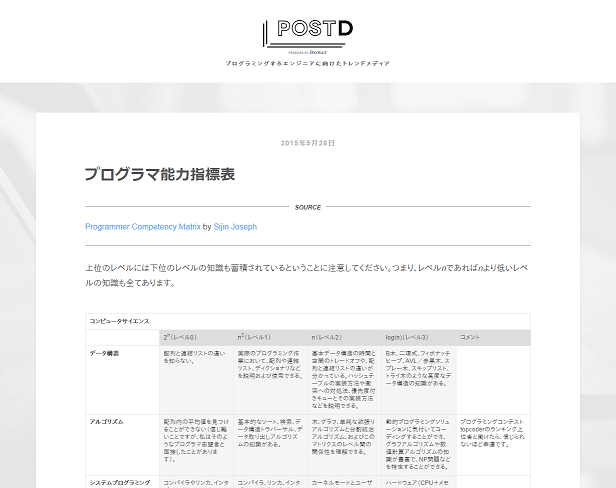 POSTD
PRODUCED BY Recruit
プログラミングするエンジニアに向けたトレンドメディア
2015年5月26日
プログラマ能力指標表
SOURCE
Programmer Competency Matrix by Sijin Joseph
上位のレベルには下位のレベルの知識も蓄積されているということに注意してください。つまり、レベルnであればnより低いレベ
ルの知識も全てあります。
コンピュータサイエンス
2^n (レベル0) n^2 (レベル1) n (レベル2) log(n) (レベル3) コメント
データ構造
配列と連結リストの違い
を知らない。
実際のプログラミング作
業において、配列や連結
リスト、ディクショナリなど
を説明および使用できる。
基本データ構造の時間と
空間のトレードオフや、配
列と連結リストの違いが
分かっている。ハッシュテ
ーブルの実装方法や衝
突への対処法、優先度付
きキューとその実装方法
などを説明できる。
B木、二項式、フィボナッチ
ヒープ、AVL／赤黒木、ス
プレー木、スキップリスト、
トライ木のような高度なデ
ータ構造の知識がある。
アルゴリズム
配列内の平均値を見つけ
ることができない（信じ難
いことですが、私はそのよ
うなプログラマ志望者と
面接したことがありま
す）。
基本的なソート、検索、デ
ータ構造トラバーサル、デ
ータ取り出しアルゴリズ
ムの知識がある。
木、グラフ、単純な欲張り
アルゴリズムと分割統治
アルゴリズム、およびこの
マトリクスのレベル間の
関係性を理解できる。
動的プログラミングソリュ
ーションに気付いてコー
ディングすることができ、
グラフアルゴリズムや数
値計算アルゴリズムの知
識が豊富で、NP問題など
を特定することができる。
プログラミングコンテスト
topcoderのランキング上
位者と働けたら、信じられ
ないほど幸運です。
システムプログラミング
コンパイラやリンカ、インタ
コンパイラ、リンカ、インタ
カーネルモードとユーザ
ハードウェア（CPU＋メモ